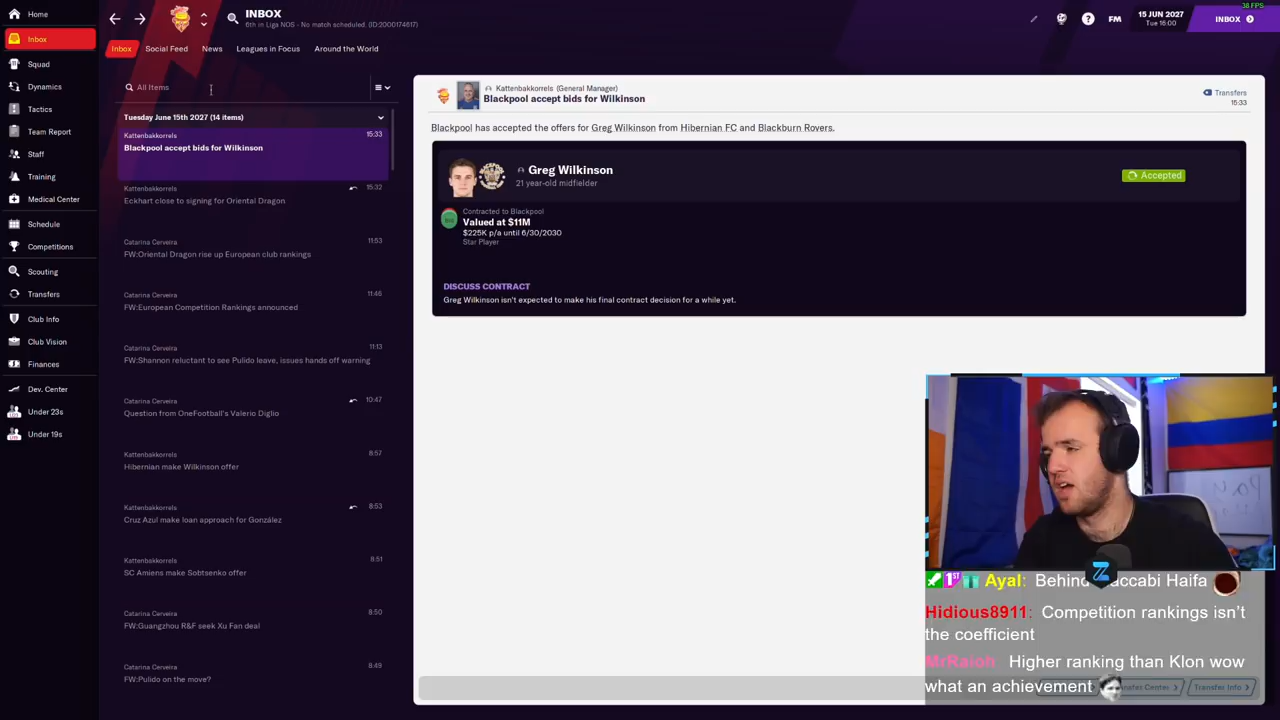 38 FPS
Home
Inbox
Squad
Dynamics
Tactics
Team Report
Staff
Training
Medical Center
Schedule
Competitions
Scouting
Transfers
Club Info
Club Vision
Finances
Dev. Center
Under 23s
Under 19s
INBOX
6th in Liga NOS - No match scheduled. (ID:2000174617)
FM
15 JUN 2027
Tue 16:00
INBOX
Inbox
Social Feed
News
Leagues in Focus
Around the World
All Items
Tuesday June 15th 2027 (14 items)
Kattenbakkorrels 15:33
Blackpool accept bids for Wilkinson
Kattenbakkorrels 15:32
Eckhart close to signing for Oriental Dragon
Catarina Cerveira 11:53
FW:Oriental Dragon rise up European club rankings
Catarina Cerveira 11:46
FW:European Competition Rankings announced
Catarina Cerveira 11:13
FW:Shannon reluctant to see Pulido leave, issues hands off warning
Catarina Cerveira 10:47
Question from OneFootball's Valerio Diglio
Kattenbakkorrels 8:57
Hibernian make Wilkinson offer
Kattenbakkorrels 8:53
Cruz Azul make loan approach for González
Kattenbakkorrels 8:51
SC Amiens make Sobtsenko offer
Catarina Cerveira 8:50
FW:Guangzhou R&F seek Xu Fan deal
Catarina Cerveira 8:49
FW:Pulido on the move?
Kattenbakkorrels (General Manager)
Blackpool accept bids for Wilkinson
Transfers
15:33
Blackpool has accepted the offers for Greg Wilkinson from Hibernian FC and Blackburn Rovers.
Greg Wilkinson
21 year-old midfielder
Accepted
Contracted to Blackpool
Valued at $11M
$225K p/a until 6/30/2030
Star Player
DISCUSS CONTRACT
Greg Wilkinson isn't expected to make his final contract decision for a while yet.
1st Ayal: Behind Maccabi Haifa
Hidious8911: Competition rankings isn't
the coefficient
MrRaioh: Higher ranking than Klon wow
what an achievement
Transfer Info